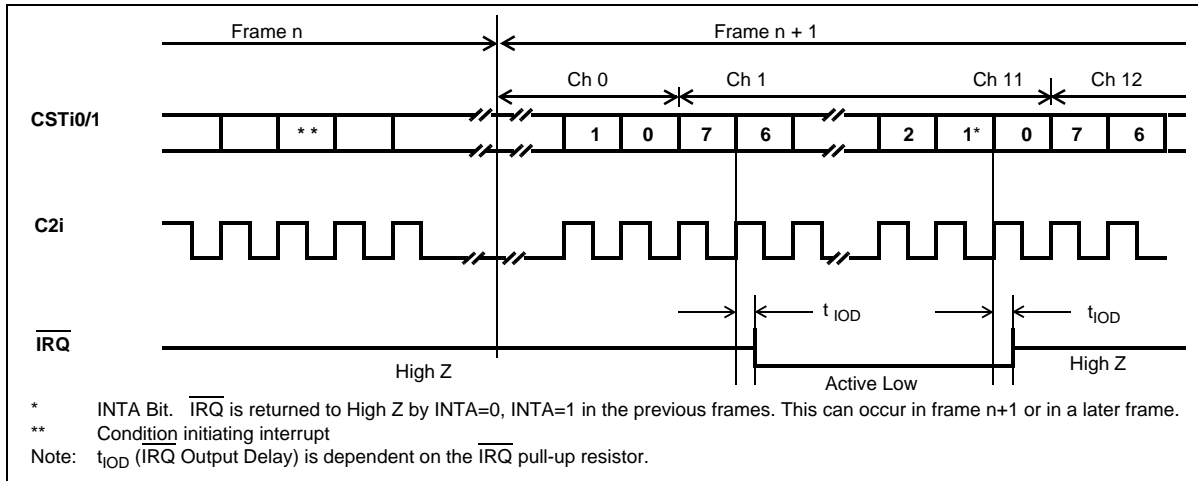 Frame n Frame n + 1
Ch 0 Ch 1 Ch 11 Ch 12
CSTi0/1 * * 1 0 7 6 2 1* 0 7 6
C2i
t IOD tIOD
IRQ
High Z High Z
Active Low
* INTA Bit. IRQ is returned to High Z by INTA=0, INTA=1 in the previous frames. This can occur in frame n+1 or in a later frame.
** Condition initiating interrupt
Note: tIOD (IRQ Output Delay) is dependent on the IRQ pull-up resistor.